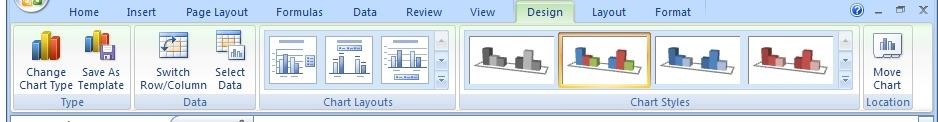 Home Insert Page Layout Formulas Data Review View Design Layout Format
Change Chart Type
Save As Template
Switch Row/Column
Select Data
Move Chart
Type Data Chart Layouts Chart Styles Location